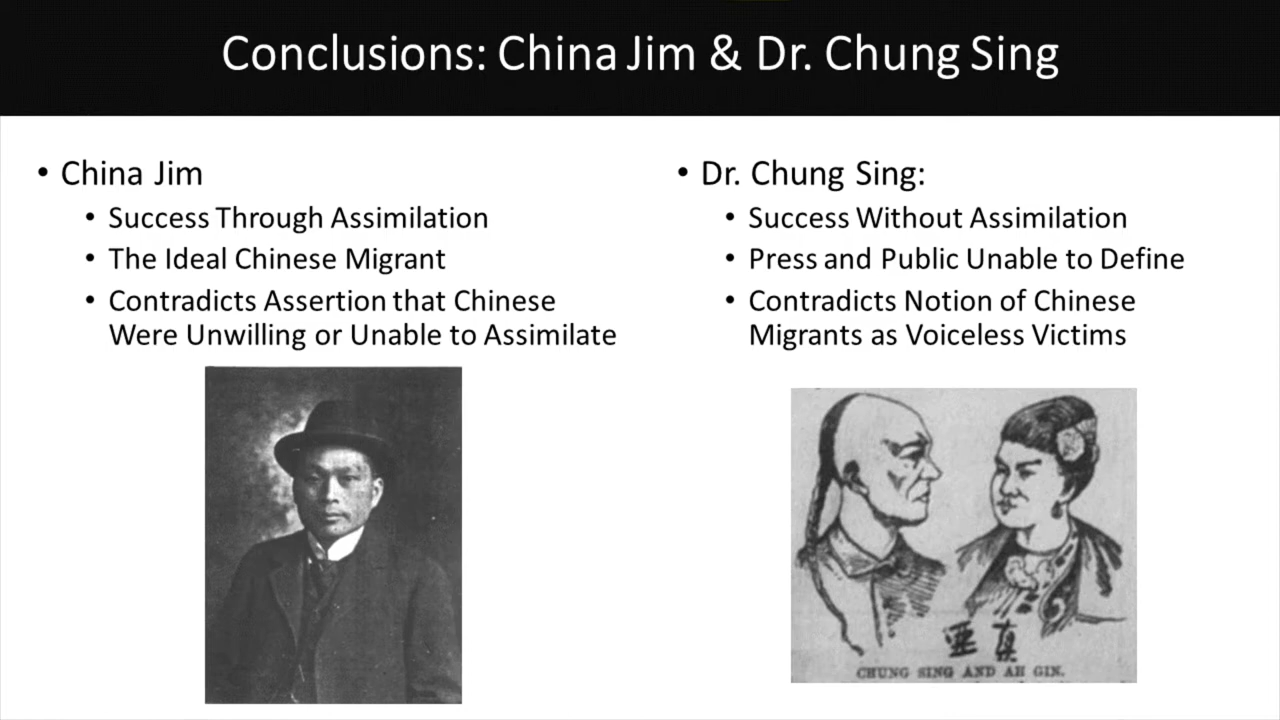 Conclusions: China Jim & Dr. Chung Sing
• China Jim
• Success Through Assimilation
• The Ideal Chinese Migrant
• Contradicts Assertion that Chinese
Were Unwilling or Unable to Assimilate
• Dr. Chung Sing:
• Success Without Assimilation
• Press and Public Unable to Define
• Contradicts Notion of Chinese
Migrants as Voiceless Victims
CHUNG SING AND AH GIN.